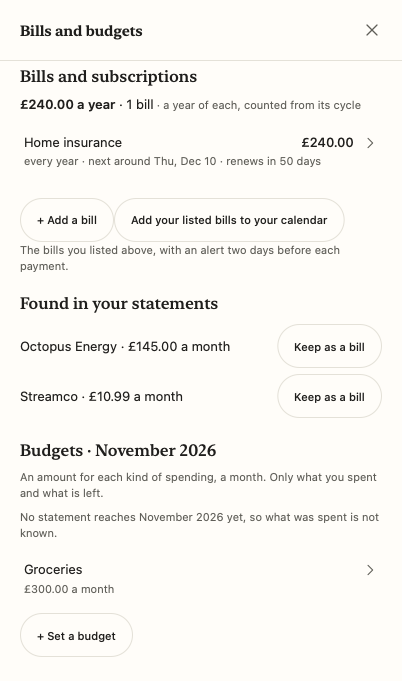 Bills and budgets
Bills and subscriptions
£240.00 a year · 1 bill · a year of each, counted from its cycle
Home insurance £240.00
every year · next around Thu, Dec 10 · renews in 50 days
+ Add a bill Add your listed bills to your calendar
The bills you listed above, with an alert two days before each
payment.
Found in your statements
Octopus Energy · £145.00 a month Keep as a bill
Streamco · £10.99 a month Keep as a bill
Budgets · November 2026
An amount for each kind of spending, a month. Only what you spent
and what is left.
No statement reaches November 2026 yet, so what was spent is not
known.
Groceries
£300.00 a month
+ Set a budget